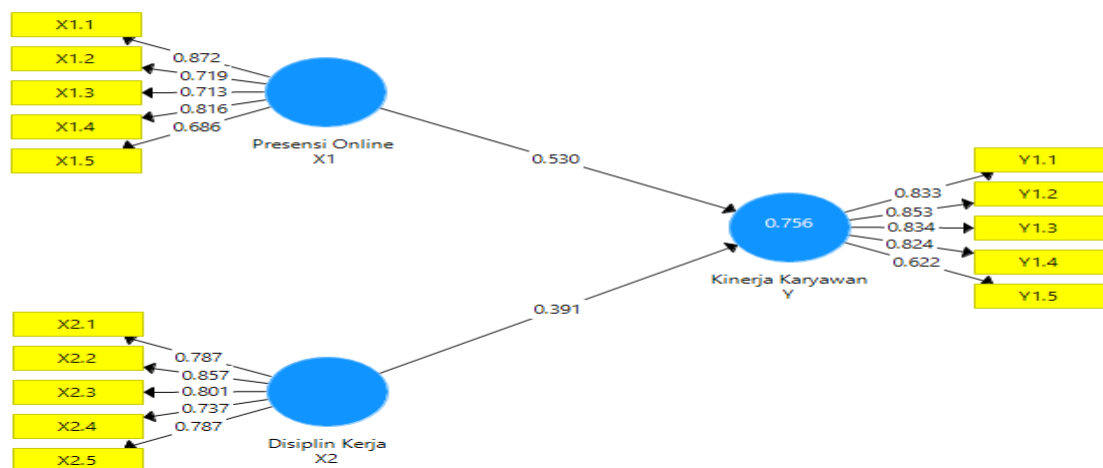 X1.1
X1.2
X1.3
X1.4
X1.5
0.872
0.719
0.713
0.816
0.686
Presensi Online
X1
0.530
0.756
Kinerja Karyawan
Y
0.833
0.853
0.834
0.824
0.622
Y1.1
Y1.2
Y1.3
Y1.4
Y1.5
0.391
X2.1
X2.2
X2.3
X2.4
X2.5
0.787
0.857
0.801
0.737
0.787
Disiplin Kerja
X2